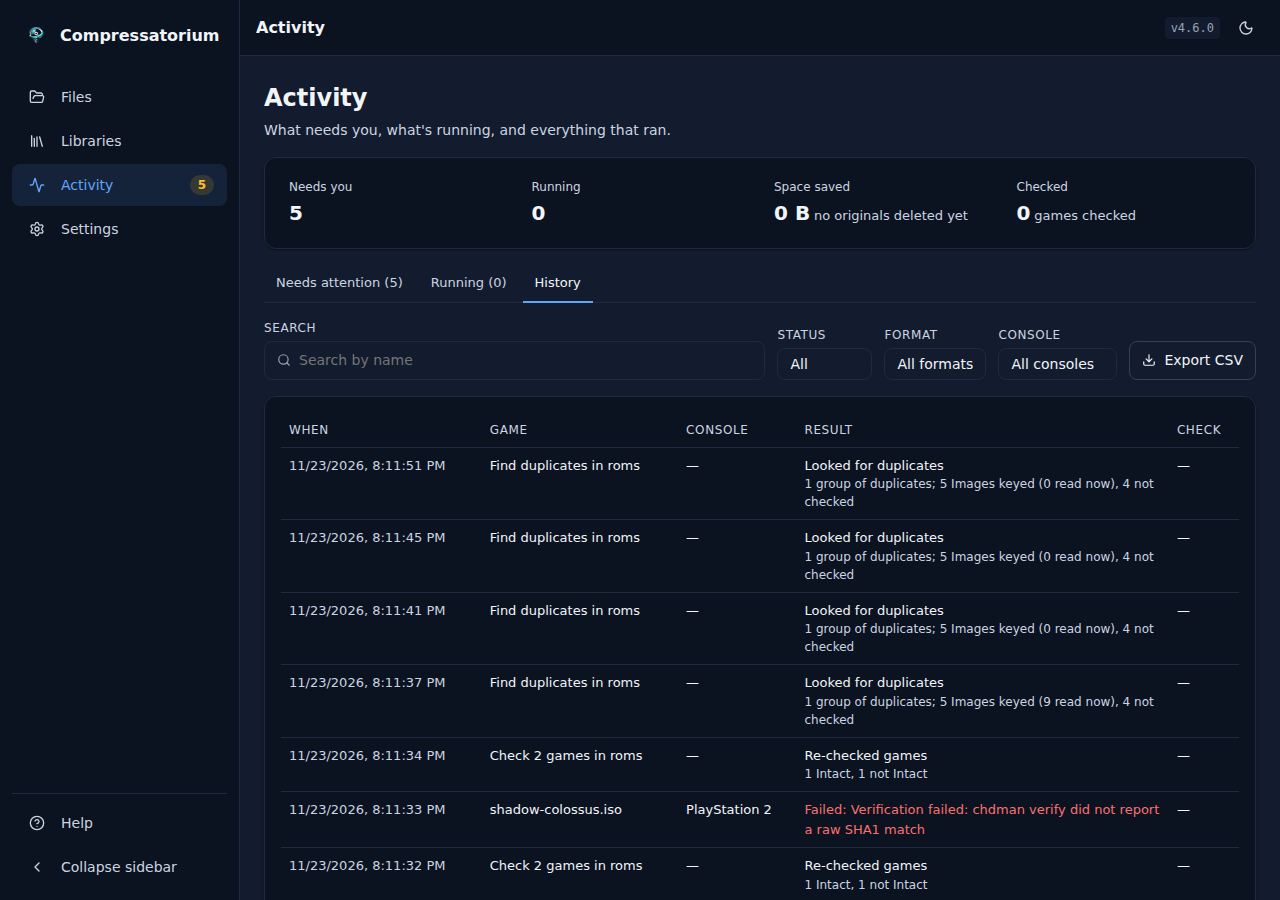 Compressatorium
Files
Libraries
Activity
5
Settings
Help
Collapse sidebar
Activity
v4.6.0
Activity
What needs you, what's running, and everything that ran.
Needs you
5
Running
0
Space saved
0 B no originals deleted yet
Checked
0 games checked
Needs attention (5)
Running (0)
History
SEARCH
Search by name
STATUS
All
FORMAT
All formats
CONSOLE
All consoles
Export CSV
WHEN GAME CONSOLE RESULT CHECK
11/23/2026, 8:11:51 PM Find duplicates in roms — Looked for duplicates —
1 group of duplicates; 5 Images keyed (0 read now), 4 not
checked
11/23/2026, 8:11:45 PM Find duplicates in roms — Looked for duplicates —
1 group of duplicates; 5 Images keyed (0 read now), 4 not
checked
11/23/2026, 8:11:41 PM Find duplicates in roms — Looked for duplicates —
1 group of duplicates; 5 Images keyed (0 read now), 4 not
checked
11/23/2026, 8:11:37 PM Find duplicates in roms — Looked for duplicates —
1 group of duplicates; 5 Images keyed (9 read now), 4 not
checked
11/23/2026, 8:11:34 PM Check 2 games in roms — Re-checked games —
1 Intact, 1 not Intact
11/23/2026, 8:11:33 PM shadow-colossus.iso PlayStation 2 Failed: Verification failed: chdman verify did not report —
a raw SHA1 match
11/23/2026, 8:11:32 PM Check 2 games in roms — Re-checked games —
1 Intact, 1 not Intact